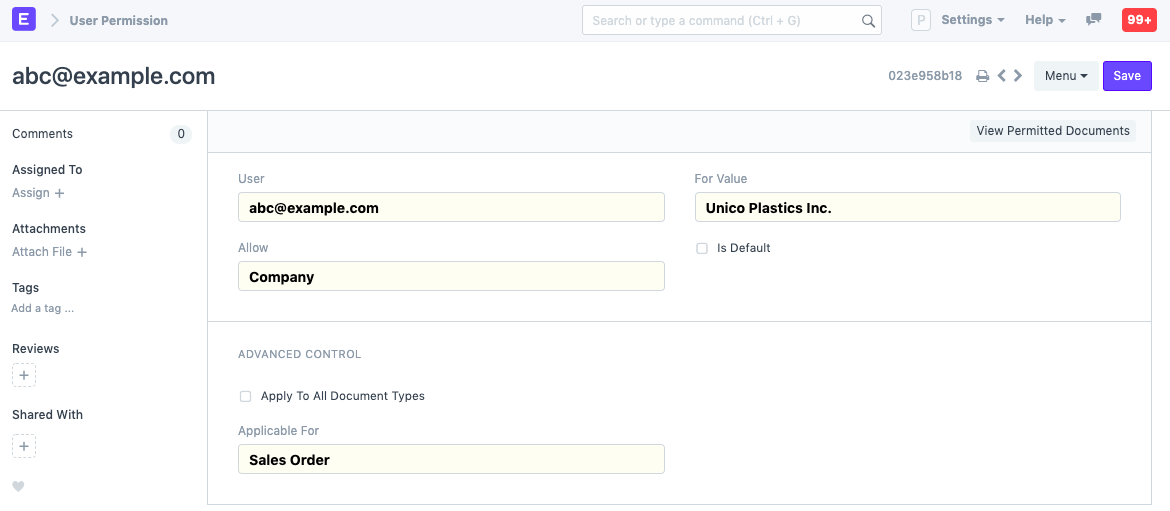 E User Permission Search or type a command (Ctrl + G) P Settings Help 99+
abc@example.com 023e958b18 Menu Save
Comments 0
Assigned To
Assign +
Attachments
Attach File +
Tags
Add a tag ...
Reviews
+
Shared With
+
View Permitted Documents
User
abc@example.com
Allow
Company
For Value
Unico Plastics Inc.
Is Default
ADVANCED CONTROL
Apply To All Document Types
Applicable For
Sales Order